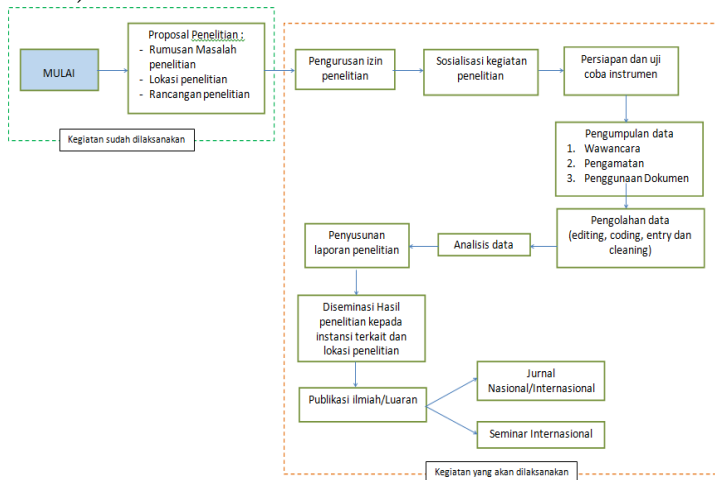 MULAI
Proposal Penelitian :
- Rumusan Masalah
penelitian
- Lokasi penelitian
- Rancangan penelitian
Kegiatan sudah dilaksanakan
Pengurusan izin
penelitian
Sosialisasi kegiatan
penelitian
Persiapan dan uji
coba instrumen
Pengumpulan data
1. Wawancara
2. Pengamatan
3. Penggunaan Dokumen
Pengolahan data
(editing, coding, entry dan
cleaning)
Analisis data
Penyusunan
laporan penelitian
Diseminasi Hasil
penelitian kepada
instansi terkait dan
lokasi penelitian
Publikasi ilmiah/Luaran
Jurnal
Nasional/Internasional
Seminar Internasional
Kegiatan yang akan dilaksanakan